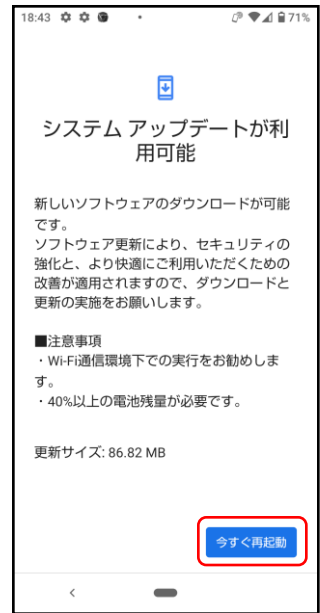 18:43 71%
システム アップデートが利
用可能
新しいソフトウェアのダウンロードが可能
です。
ソフトウェア更新により、セキュリティの
強化と、より快適にご利用いただくための
改善が適用されますので、ダウンロードと
更新の実施をお願いします。
■注意事項
・Wi-Fi通信環境下での実行をお勧めしま
す。
・40%以上の電池残量が必要です。
更新サイズ: 86.82 MB
今すぐ再起動